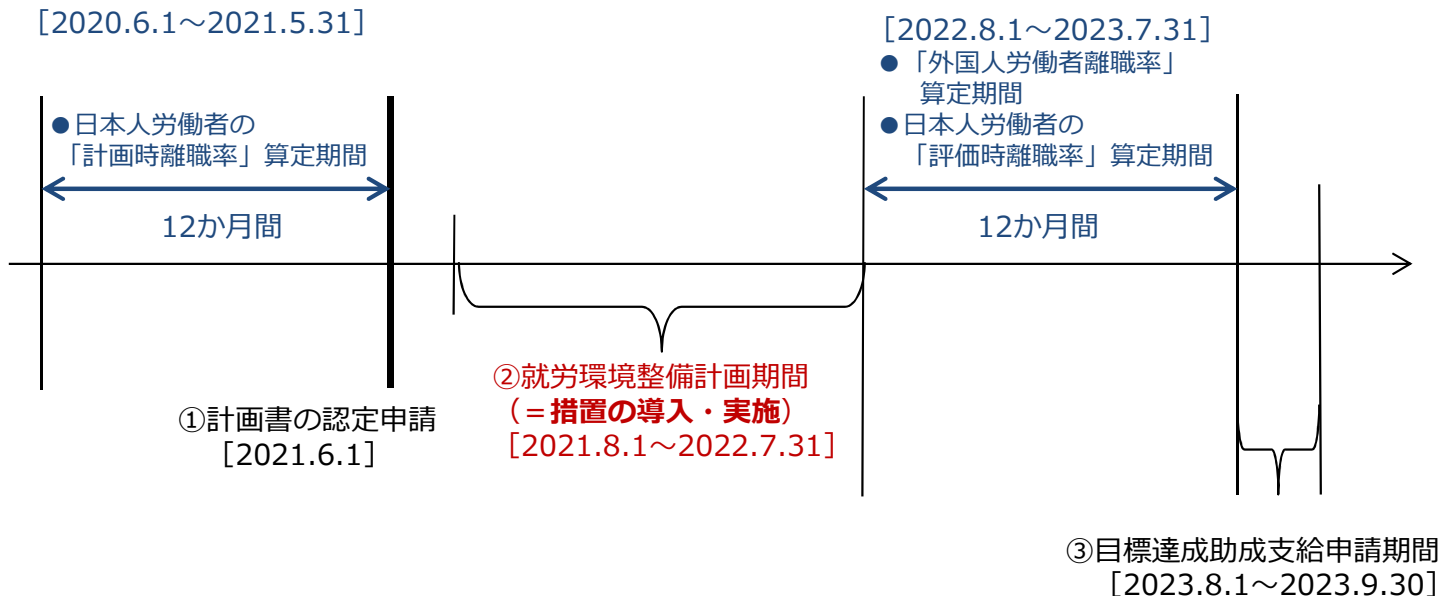 ［2020.6.1～2021.5.31］
●日本人労働者の
「計画時離職率」算定期間
12か月間
［2022.8.1～2023.7.31］
●「外国人労働者離職率」
算定期間
●日本人労働者の
「評価時離職率」算定期間
12か月間
①計画書の認定申請
［2021.6.1］
②就労環境整備計画期間
（＝措置の導入・実施）
［2021.8.1～2022.7.31］
③目標達成助成支給申請期間
［2023.8.1～2023.9.30］